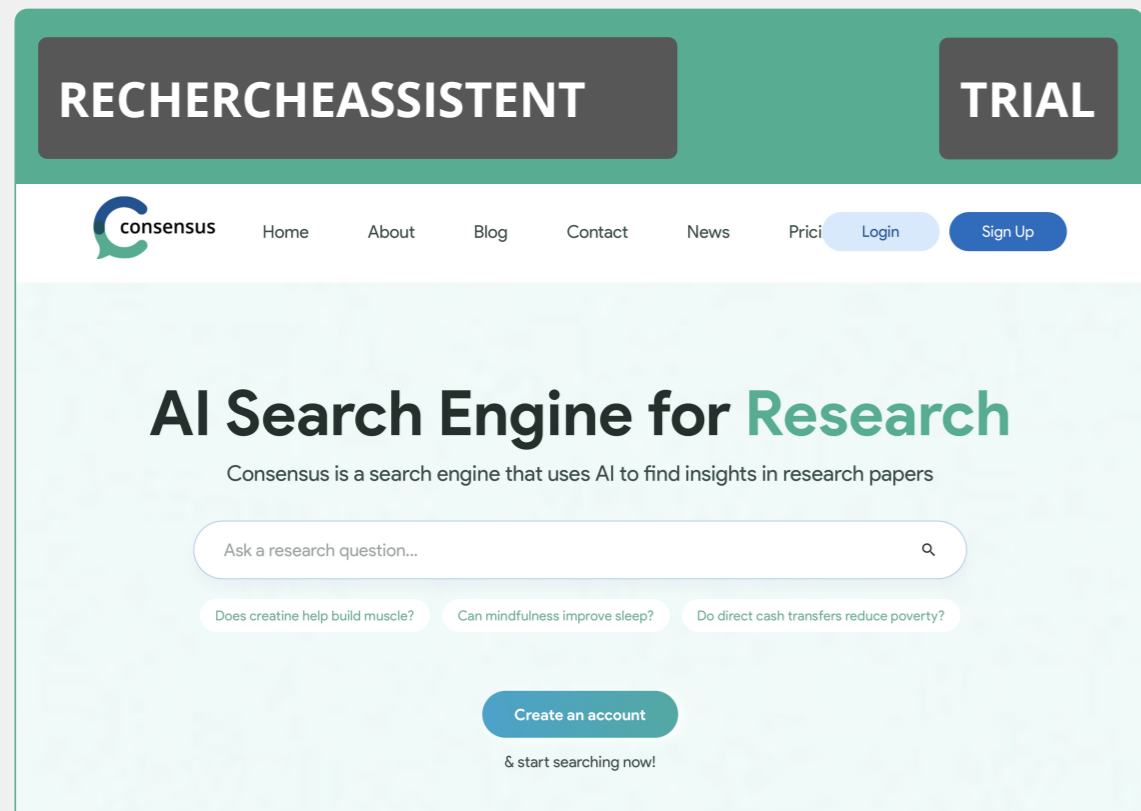 RECHERCHEASSISTENT
TRIAL
consensus
Home About Blog Contact News Prici Login Sign Up
AI Search Engine for Research
Consensus is a search engine that uses AI to find insights in research papers
Ask a research question...
Does creatine help build muscle? Can mindfulness improve sleep? Do direct cash transfers reduce poverty?
Create an account
& start searching now!